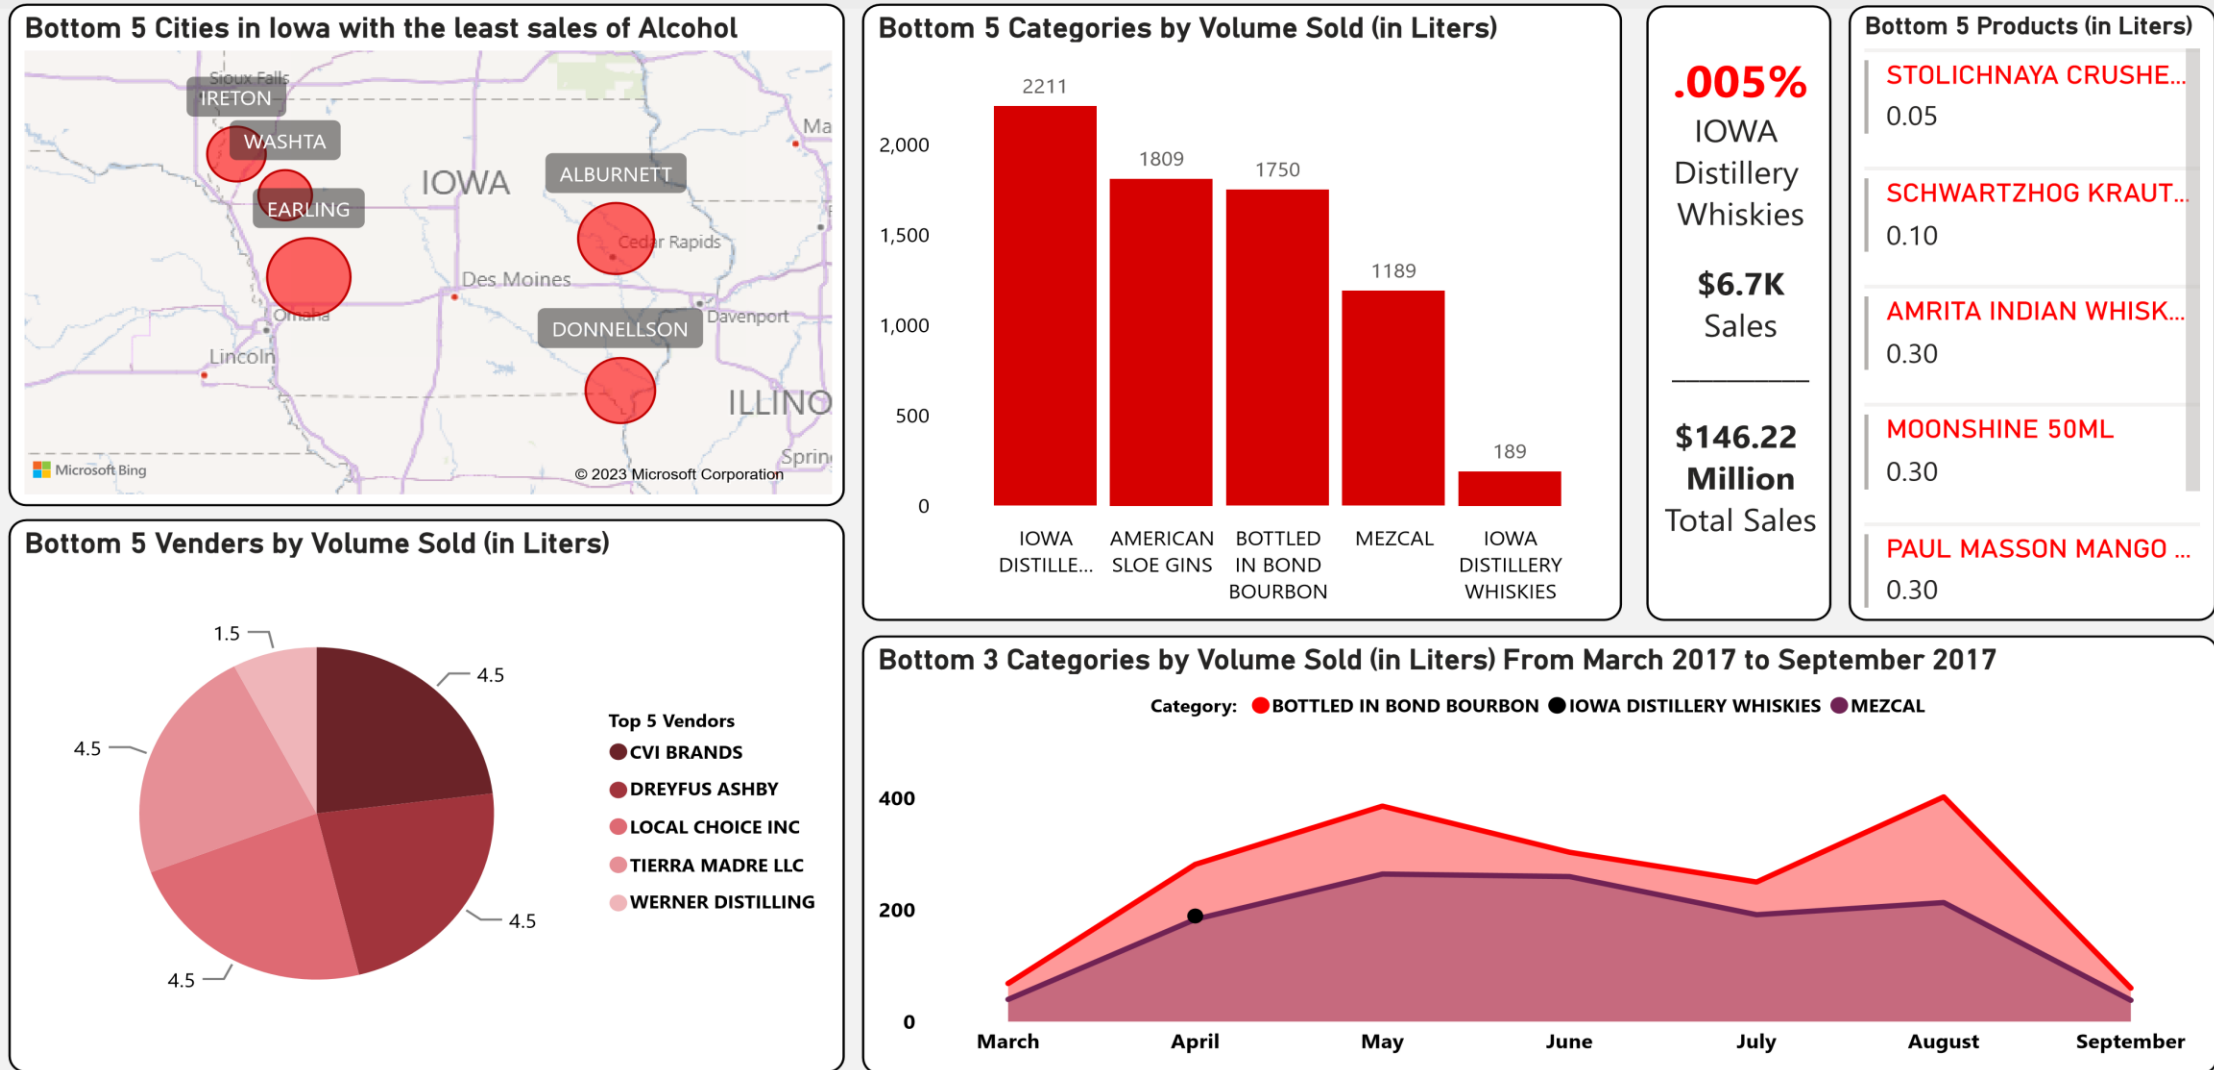 Bottom 5 Cities in Iowa with the least sales of Alcohol
Sioux Falls
IRETON
WASHTA
EARLING
IOWA
ALBURNETT
Cedar Rapids
Des Moines
Omaha
Davenport
DONNELLSON
Lincoln
ILLINO
Ma
Sprin
Microsoft Bing
© 2023 Microsoft Corporation
Bottom 5 Categories by Volume Sold (in Liters)
2,000
1,500
1,000
500
0
2211
1809
1750
1189
189
IOWA
DISTILLE...
AMERICAN
SLOE GINS
BOTTLED
IN BOND
BOURBON
MEZCAL
IOWA
DISTILLERY
WHISKIES
.005%
IOWA
Distillery
Whiskies
$6.7K
Sales
$146.22
Million
Total Sales
Bottom 5 Products (in Liters)
STOLICHNAYA CRUSHE...
0.05
SCHWARTZHOG KRAUT...
0.10
AMRITA INDIAN WHISK...
0.30
MOONSHINE 50ML
0.30
PAUL MASSON MANGO ...
0.30
Bottom 5 Venders by Volume Sold (in Liters)
1.5
4.5
4.5
4.5
4.5
Top 5 Vendors
CVI BRANDS
DREYFUS ASHBY
LOCAL CHOICE INC
TIERRA MADRE LLC
WERNER DISTILLING
Bottom 3 Categories by Volume Sold (in Liters) From March 2017 to September 2017
Category: BOTTLED IN BOND BOURBON IOWA DISTILLERY WHISKIES MEZCAL
400
200
0
March April May June July August September